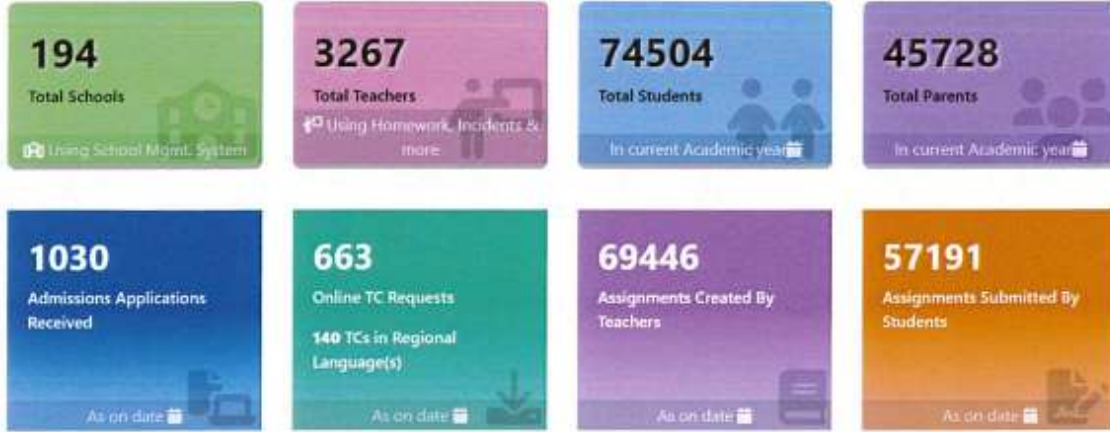 194
Total Schools
Using School Mgmt. System
3267
Total Teachers
Using Homework, Incidents &
more
74504
Total Students
In current Academic year
45728
Total Parents
In current Academic year
1030
Admissions Applications
Received
As on date
663
Online TC Requests
140 TCs in Regional
Language(s)
As on date
69446
Assignments Created By
Teachers
As on date
57191
Assignments Submitted By
Students
As on date